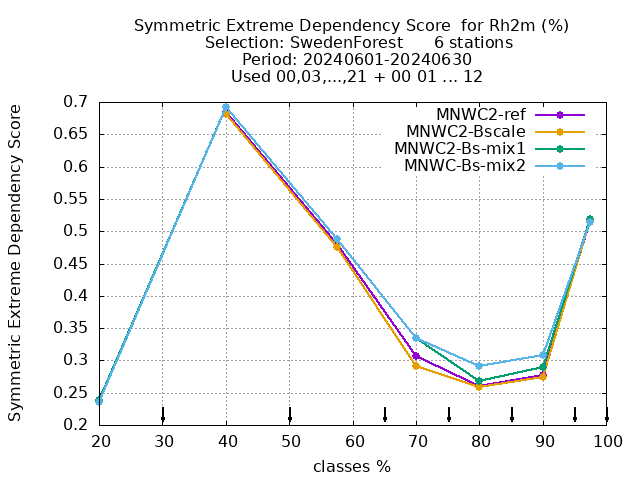 Symmetric Extreme Dependency Score  for Rh2m (%)
Selection: SwedenForest      6 stations
Period: 20240601-20240630
Used 00,03,...,21 + 00 01 ... 12
Symmetric Extreme Dependency Score
0.7
0.65
0.6
0.55
0.5
0.45
0.4
0.35
0.3
0.25
0.2
MNWC2-ref
MNWC2-Bscale
MNWC2-Bs-mix1
MNWC-Bs-mix2
20 30 40 50 60 70 80 90 100
classes %